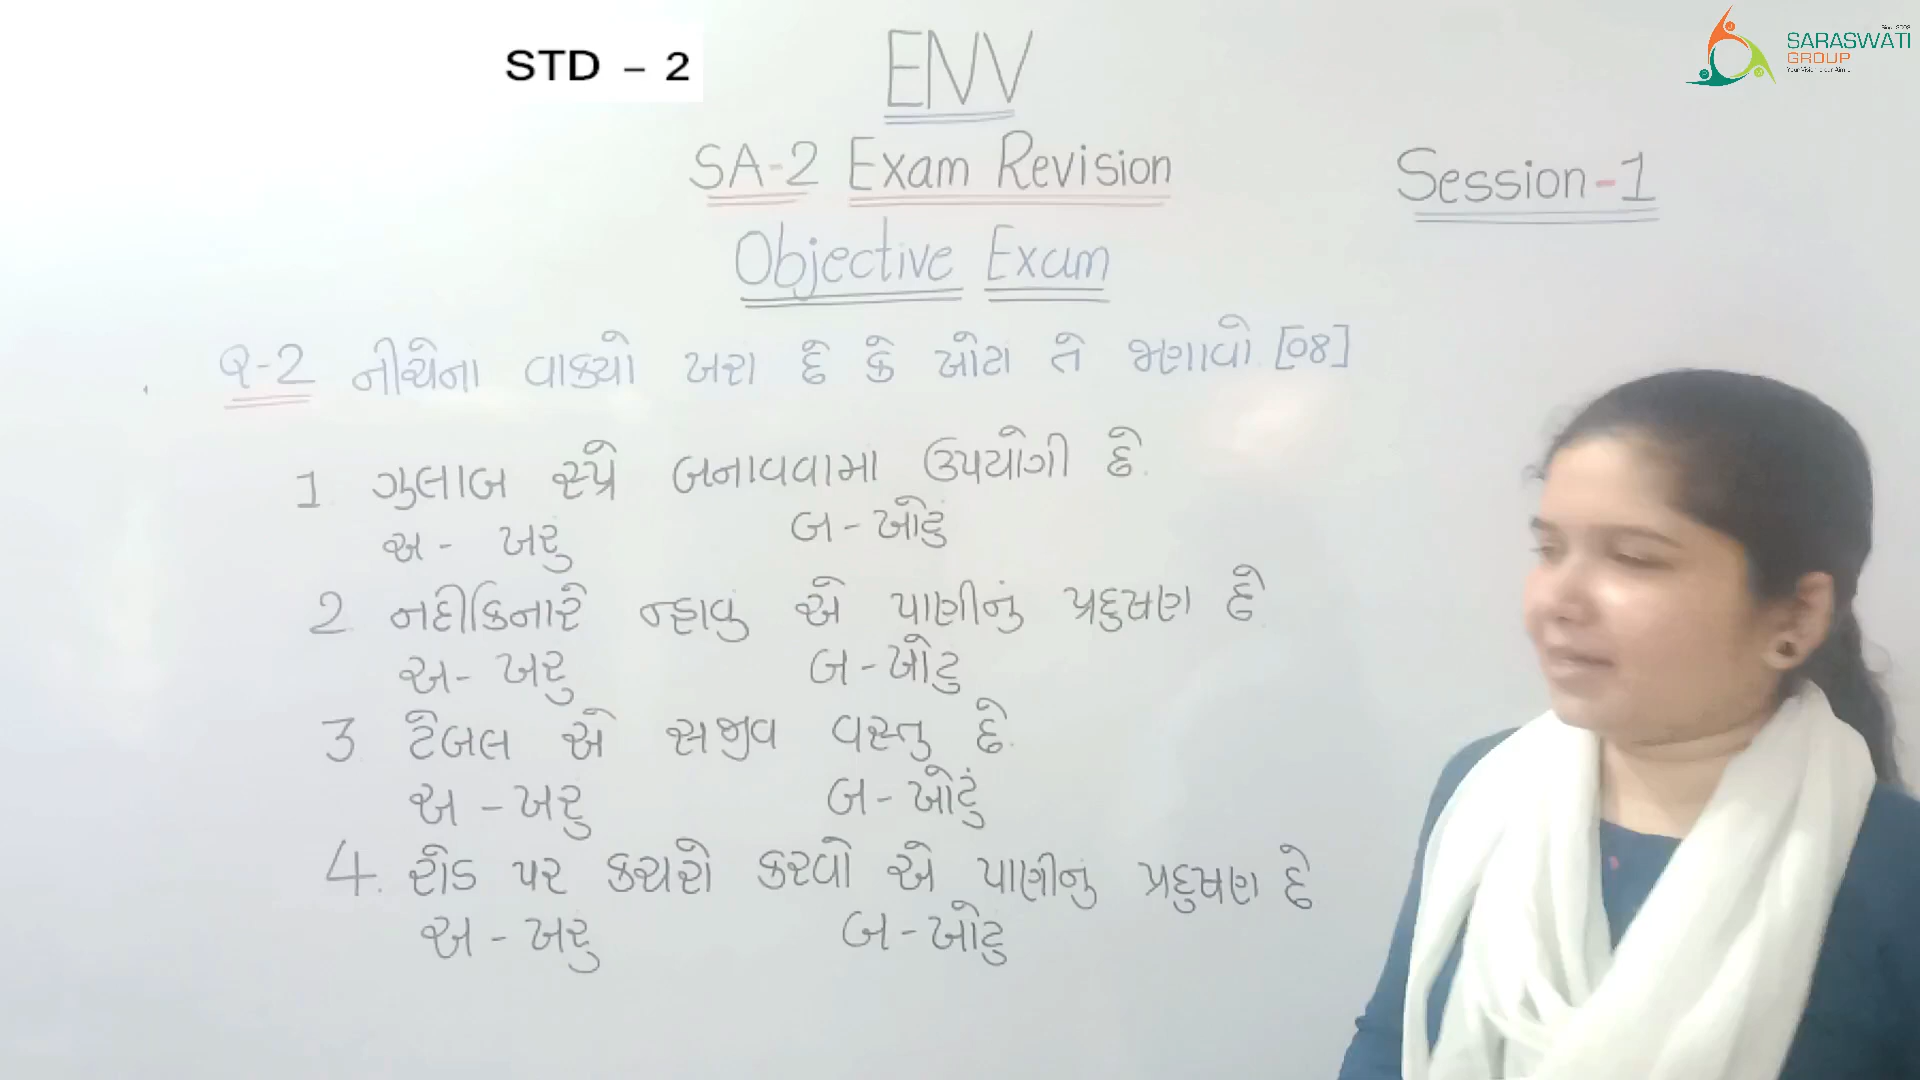 STD - 2
ENV
SARASWATI
GROUP
SA-2 Exam Revision
Session-1
Objective Exam
Q-2 નીચેના વાક્યો ખરા છે કે ખોટા તે જણાવો. [08]
1 ગુલાબ સ્પ્રે બનાવવામા ઉપયોગી છે.
અ - ખરુ બ - ખોટું
2 નદીકિનારે ન્હાવું એ પાણીનું પ્રદુષણ છે.
અ - ખરુ બ - ખોટુ
3 ટેબલ એ સજીવ વસ્તુ છે.
અ - ખરુ બ - ખોટું
4. રોડ પર કચરો કરવો એ પાણીનુ પ્રદુષણ છે
અ - ખરુ બ - ખોટુ